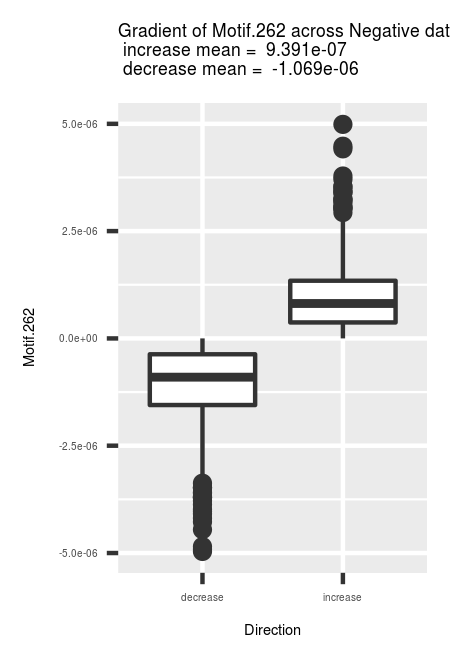 Gradient of Motif.262 across Negative dat
increase mean =  9.391e-07
decrease mean =  -1.069e-06
5.0e-06
2.5e-06
0.0e+00
-2.5e-06
-5.0e-06
Motif.262
decrease
increase
Direction